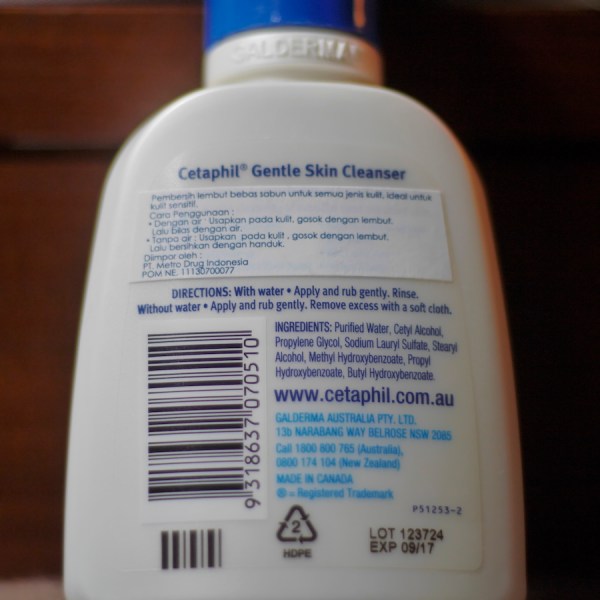 GALDERMA
Cetaphil® Gentle Skin Cleanser
Pembersih lembut bebas sabun untuk semua jenis kulit, ideal untuk
kulit sensitif.
Cara Penggunaan :
• Dengan air : Usapkan pada kulit, gosok dengan lembut.
Lalu bilas dengan air.
• Tanpa air : Usapkan pada kulit , gosok dengan lembut.
Lalu bersihkan dengan handuk.
Diimpor oleh :
PT. Metro Drug Indonesia
POM NE. 11130700077
DIRECTIONS: With water • Apply and rub gently. Rinse.
Without water • Apply and rub gently. Remove excess with a soft cloth.
INGREDIENTS: Purified Water, Cetyl Alcohol,
Propylene Glycol, Sodium Lauryl Sulfate, Stearyl
Alcohol, Methyl Hydroxybenzoate, Propyl
Hydroxybenzoate, Butyl Hydroxybenzoate.
www.cetaphil.com.au
GALDERMA AUSTRALIA PTY. LTD.
13b NARABANG WAY BELROSE NSW 2085
Call 1800 800 765 (Australia),
0800 174 104 (New Zealand)
MADE IN CANADA
® = Registered Trademark
9 318637 070510
P51253-2
2
HDPE
LOT 123724
EXP 09/17